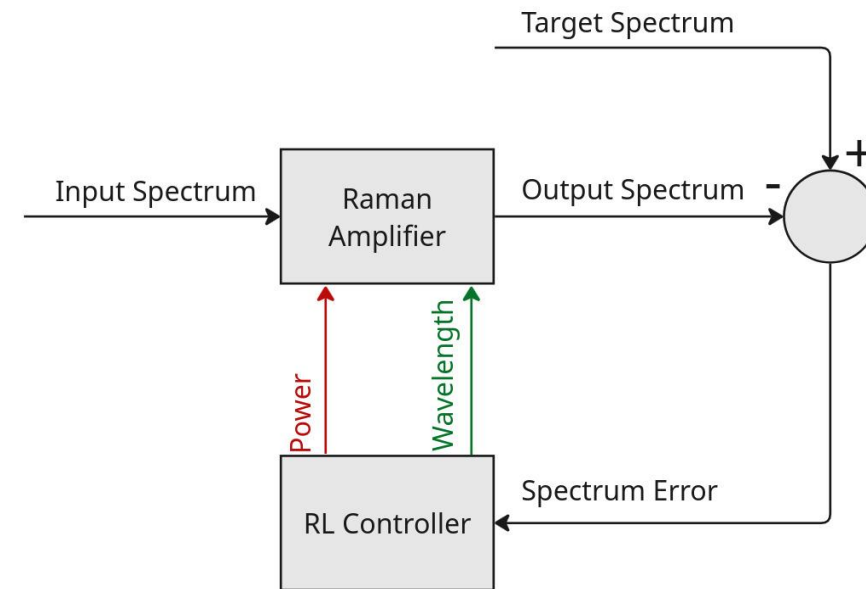 Target Spectrum
+
Input Spectrum
Raman
Amplifier
Output Spectrum
-
Power
Wavelength
Spectrum Error
RL Controller